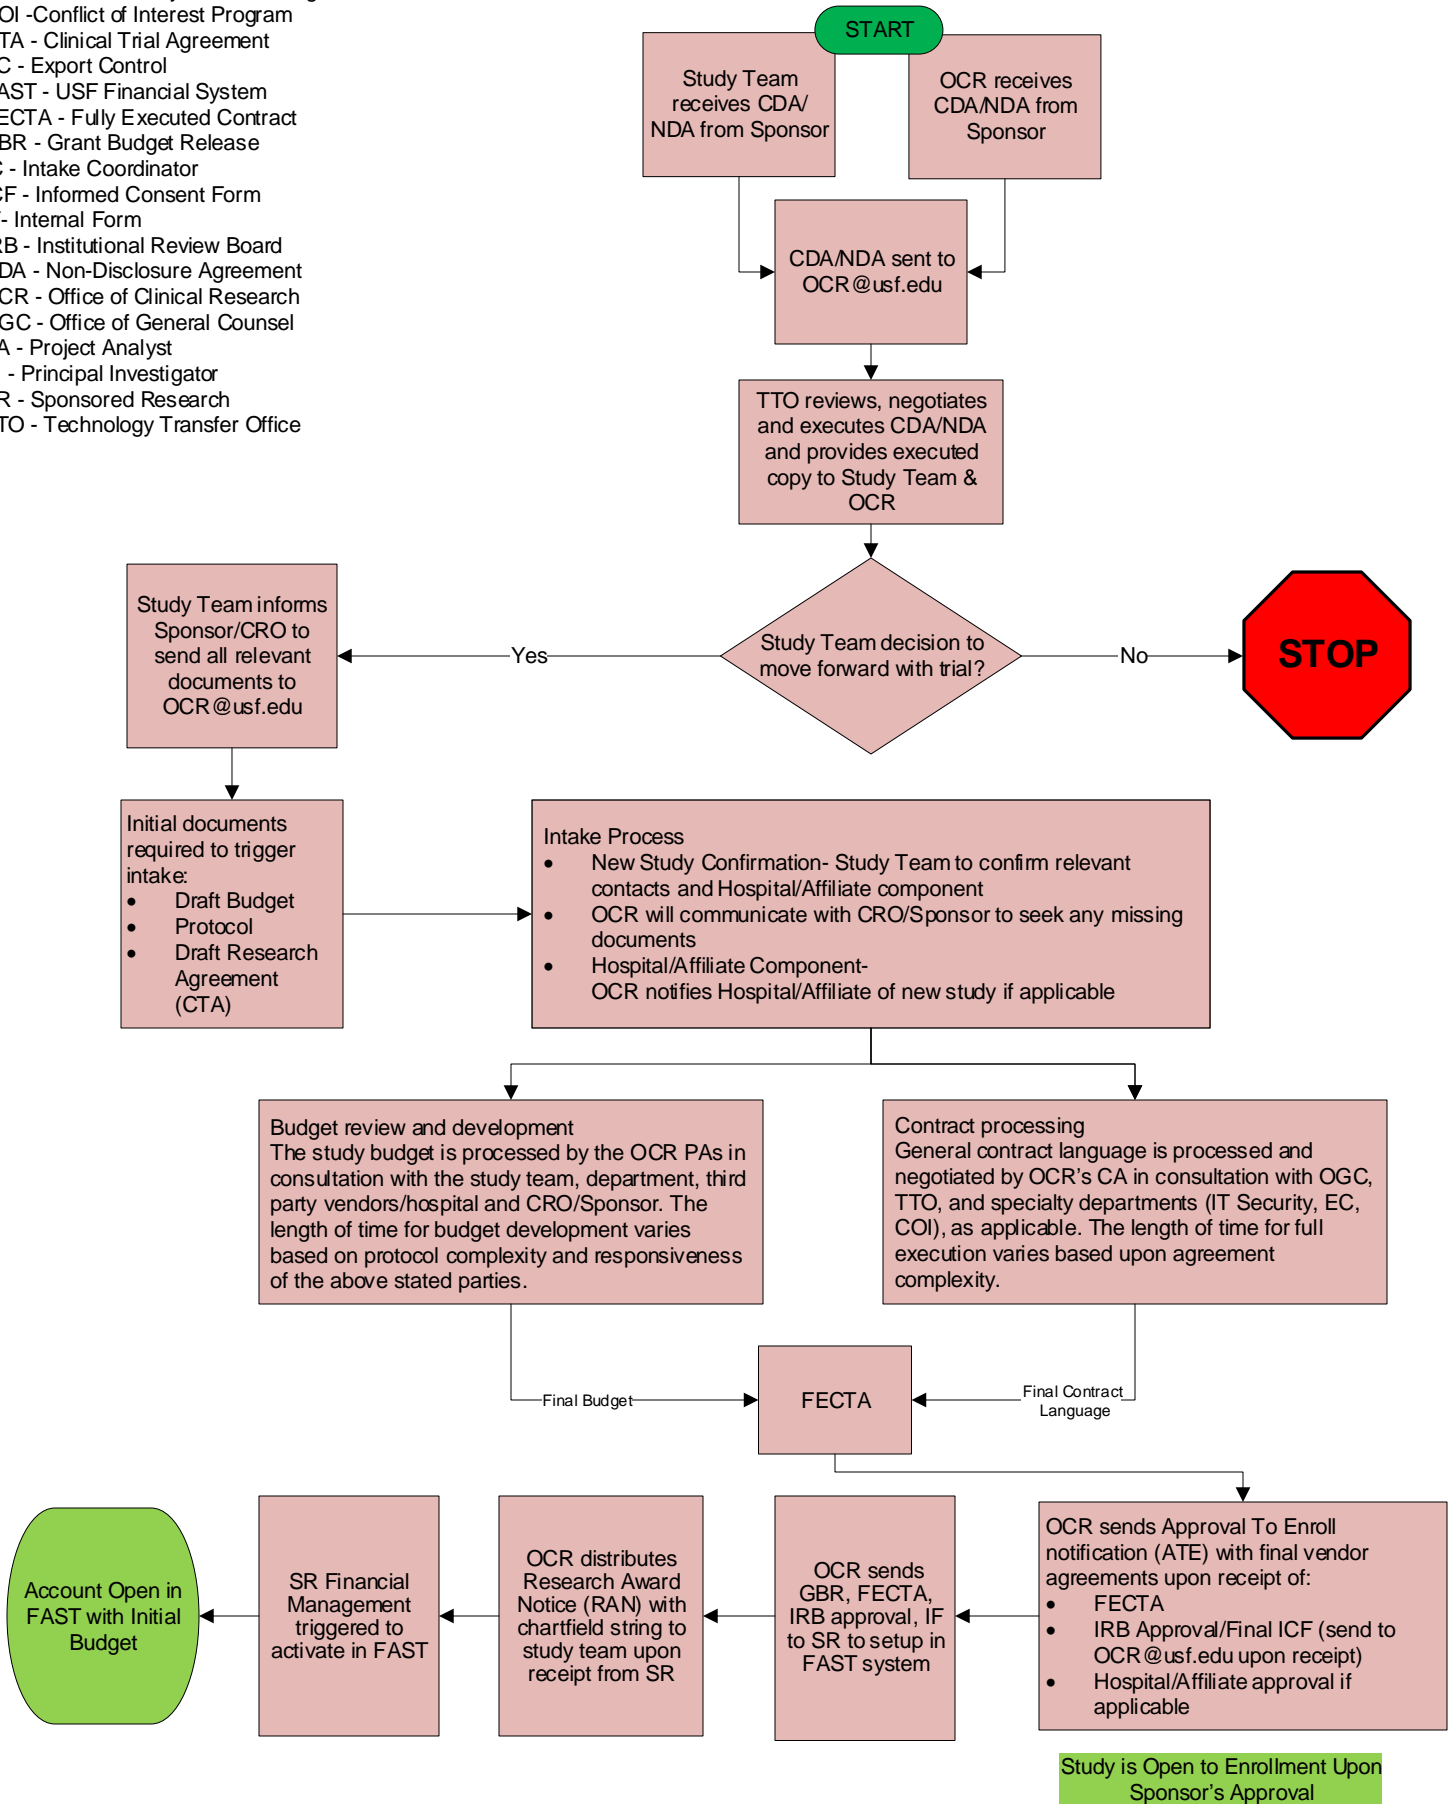 OI -Conflict of Interest Program
TA - Clinical Trial Agreement
C - Export Control
AST - USF Financial System
ECTA - Fully Executed Contract
BR - Grant Budget Release
C - Intake Coordinator
CF - Informed Consent Form
- Internal Form
RB - Institutional Review Board
DA - Non-Disclosure Agreement
CR - Office of Clinical Research
GC - Office of General Counsel
A - Project Analyst
- Principal Investigator
R - Sponsored Research
TO - Technology Transfer Office
START
Study Team
receives CDA/
NDA from Sponsor
OCR receives
CDA/NDA from
Sponsor
CDA/NDA sent to
OCR@usf.edu
TTO reviews, negotiates
and executes CDA/NDA
and provides executed
copy to Study Team &
OCR
Study Team decision to
move forward with trial?
Yes
No
STOP
Study Team informs
Sponsor/CRO to
send all relevant
documents to
OCR@usf.edu
Initial documents
required to trigger
intake:
• Draft Budget
• Protocol
• Draft Research
Agreement
(CTA)
Intake Process
• New Study Confirmation- Study Team to confirm relevant
contacts and Hospital/Affiliate component
• OCR will communicate with CRO/Sponsor to seek any missing
documents
• Hospital/Affiliate Component-
OCR notifies Hospital/Affiliate of new study if applicable
Budget review and development
The study budget is processed by the OCR PAs in
consultation with the study team, department, third
party vendors/hospital and CRO/Sponsor. The
length of time for budget development varies
based on protocol complexity and responsiveness
of the above stated parties.
Contract processing
General contract language is processed and
negotiated by OCR's CA in consultation with OGC,
TTO, and specialty departments (IT Security, EC,
COI), as applicable. The length of time for full
execution varies based upon agreement
complexity.
Final Budget
FECTA
Final Contract
Language
OCR sends Approval To Enroll
notification (ATE) with final vendor
agreements upon receipt of:
• FECTA
• IRB Approval/Final ICF (send to
OCR@usf.edu upon receipt)
• Hospital/Affiliate approval if
applicable
OCR sends
GBR, FECTA,
IRB approval, IF
to SR to setup in
FAST system
OCR distributes
Research Award
Notice (RAN) with
chartfield string to
study team upon
receipt from SR
SR Financial
Management
triggered to
activate in FAST
Account Open in
FAST with Initial
Budget
Study is Open to Enrollment Upon
Sponsor's Approval